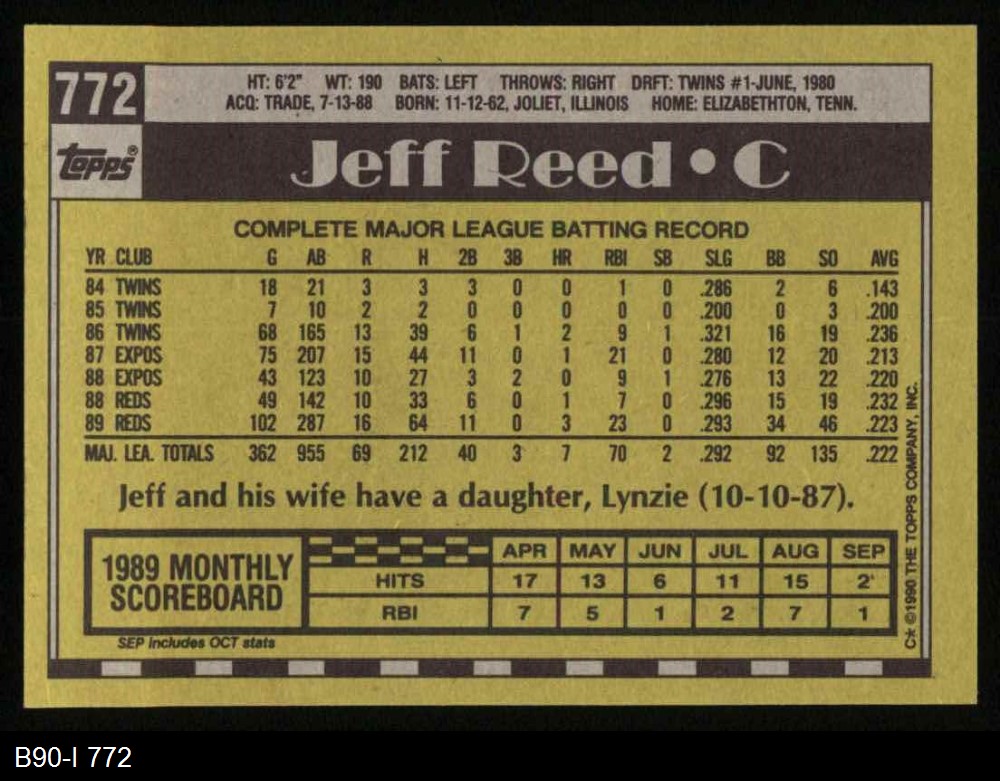 772
HT: 6'2" WT: 190 BATS: LEFT THROWS: RIGHT DRFT: TWINS #1-JUNE, 1980
ACQ: TRADE, 7-13-88 BORN: 11-12-62, JOLIET, ILLINOIS HOME: ELIZABETHTON, TENN.
topps®
Jeff Reed • C
COMPLETE MAJOR LEAGUE BATTING RECORD
YR CLUB G AB R H 2B 3B HR RBI SB SLG BB SO AVG
84 TWINS 18 21 3 3 3 0 0 1 0 .286 2 6 .143
85 TWINS 7 10 2 2 0 0 0 0 0 .200 0 3 .200
86 TWINS 68 165 13 39 6 1 2 9 1 .321 16 19 .236
87 EXPOS 75 207 15 44 11 0 1 21 0 .280 12 20 .213
88 EXPOS 43 123 10 27 3 2 0 9 1 .276 13 22 .220
88 REDS 49 142 10 33 6 0 1 7 0 .296 15 19 .232
89 REDS 102 287 16 64 11 0 3 23 0 .293 34 46 .223
MAJ. LEA. TOTALS 362 955 69 212 40 3 7 70 2 .292 92 135 .222
Jeff and his wife have a daughter, Lynzie (10-10-87).
1989 MONTHLY
SCOREBOARD
APR MAY JUN JUL AUG SEP
HITS 17 13 6 11 15 2
RBI 7 5 1 2 7 1
SEP includes OCT stats
C* ©1990 THE TOPPS COMPANY, INC.
B90-I 772